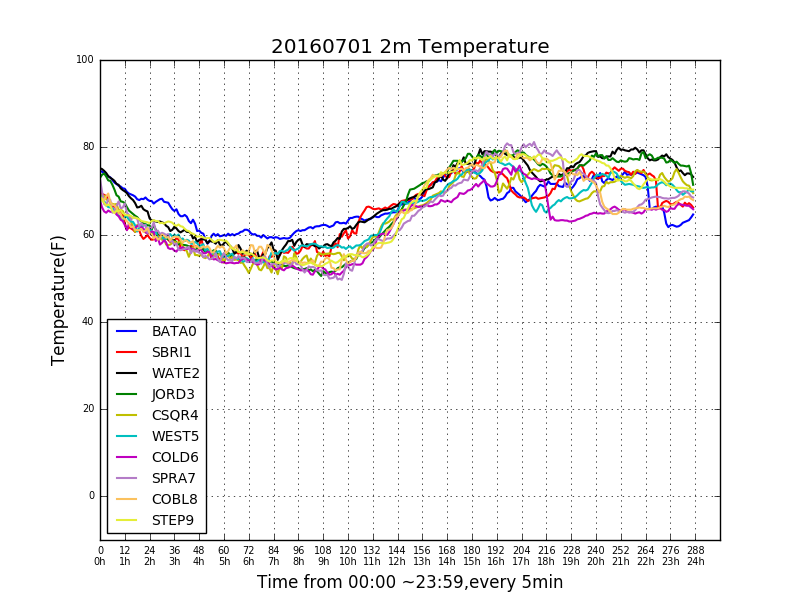 20160701 2m Temperature
100
80
60
40
20
0
Temperature(F)
BATA0
SBRI1
WATE2
JORD3
CSQR4
WEST5
COLD6
SPRA7
COBL8
STEP9
0 12 24 36 48 60 72 84 96 108 120 132 144 156 168 180 192 204 216 228 240 252 264 276 288
0h 1h 2h 3h 4h 5h 6h 7h 8h 9h 10h 11h 12h 13h 14h 15h 16h 17h 18h 19h 20h 21h 22h 23h 24h
Time from 00:00 ~23:59,every 5min